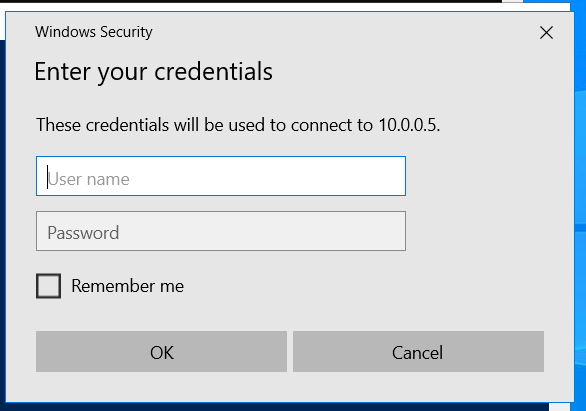 Windows Security
Enter your credentials
These credentials will be used to connect to 10.0.0.5.
User name
Password
Remember me
OK
Cancel